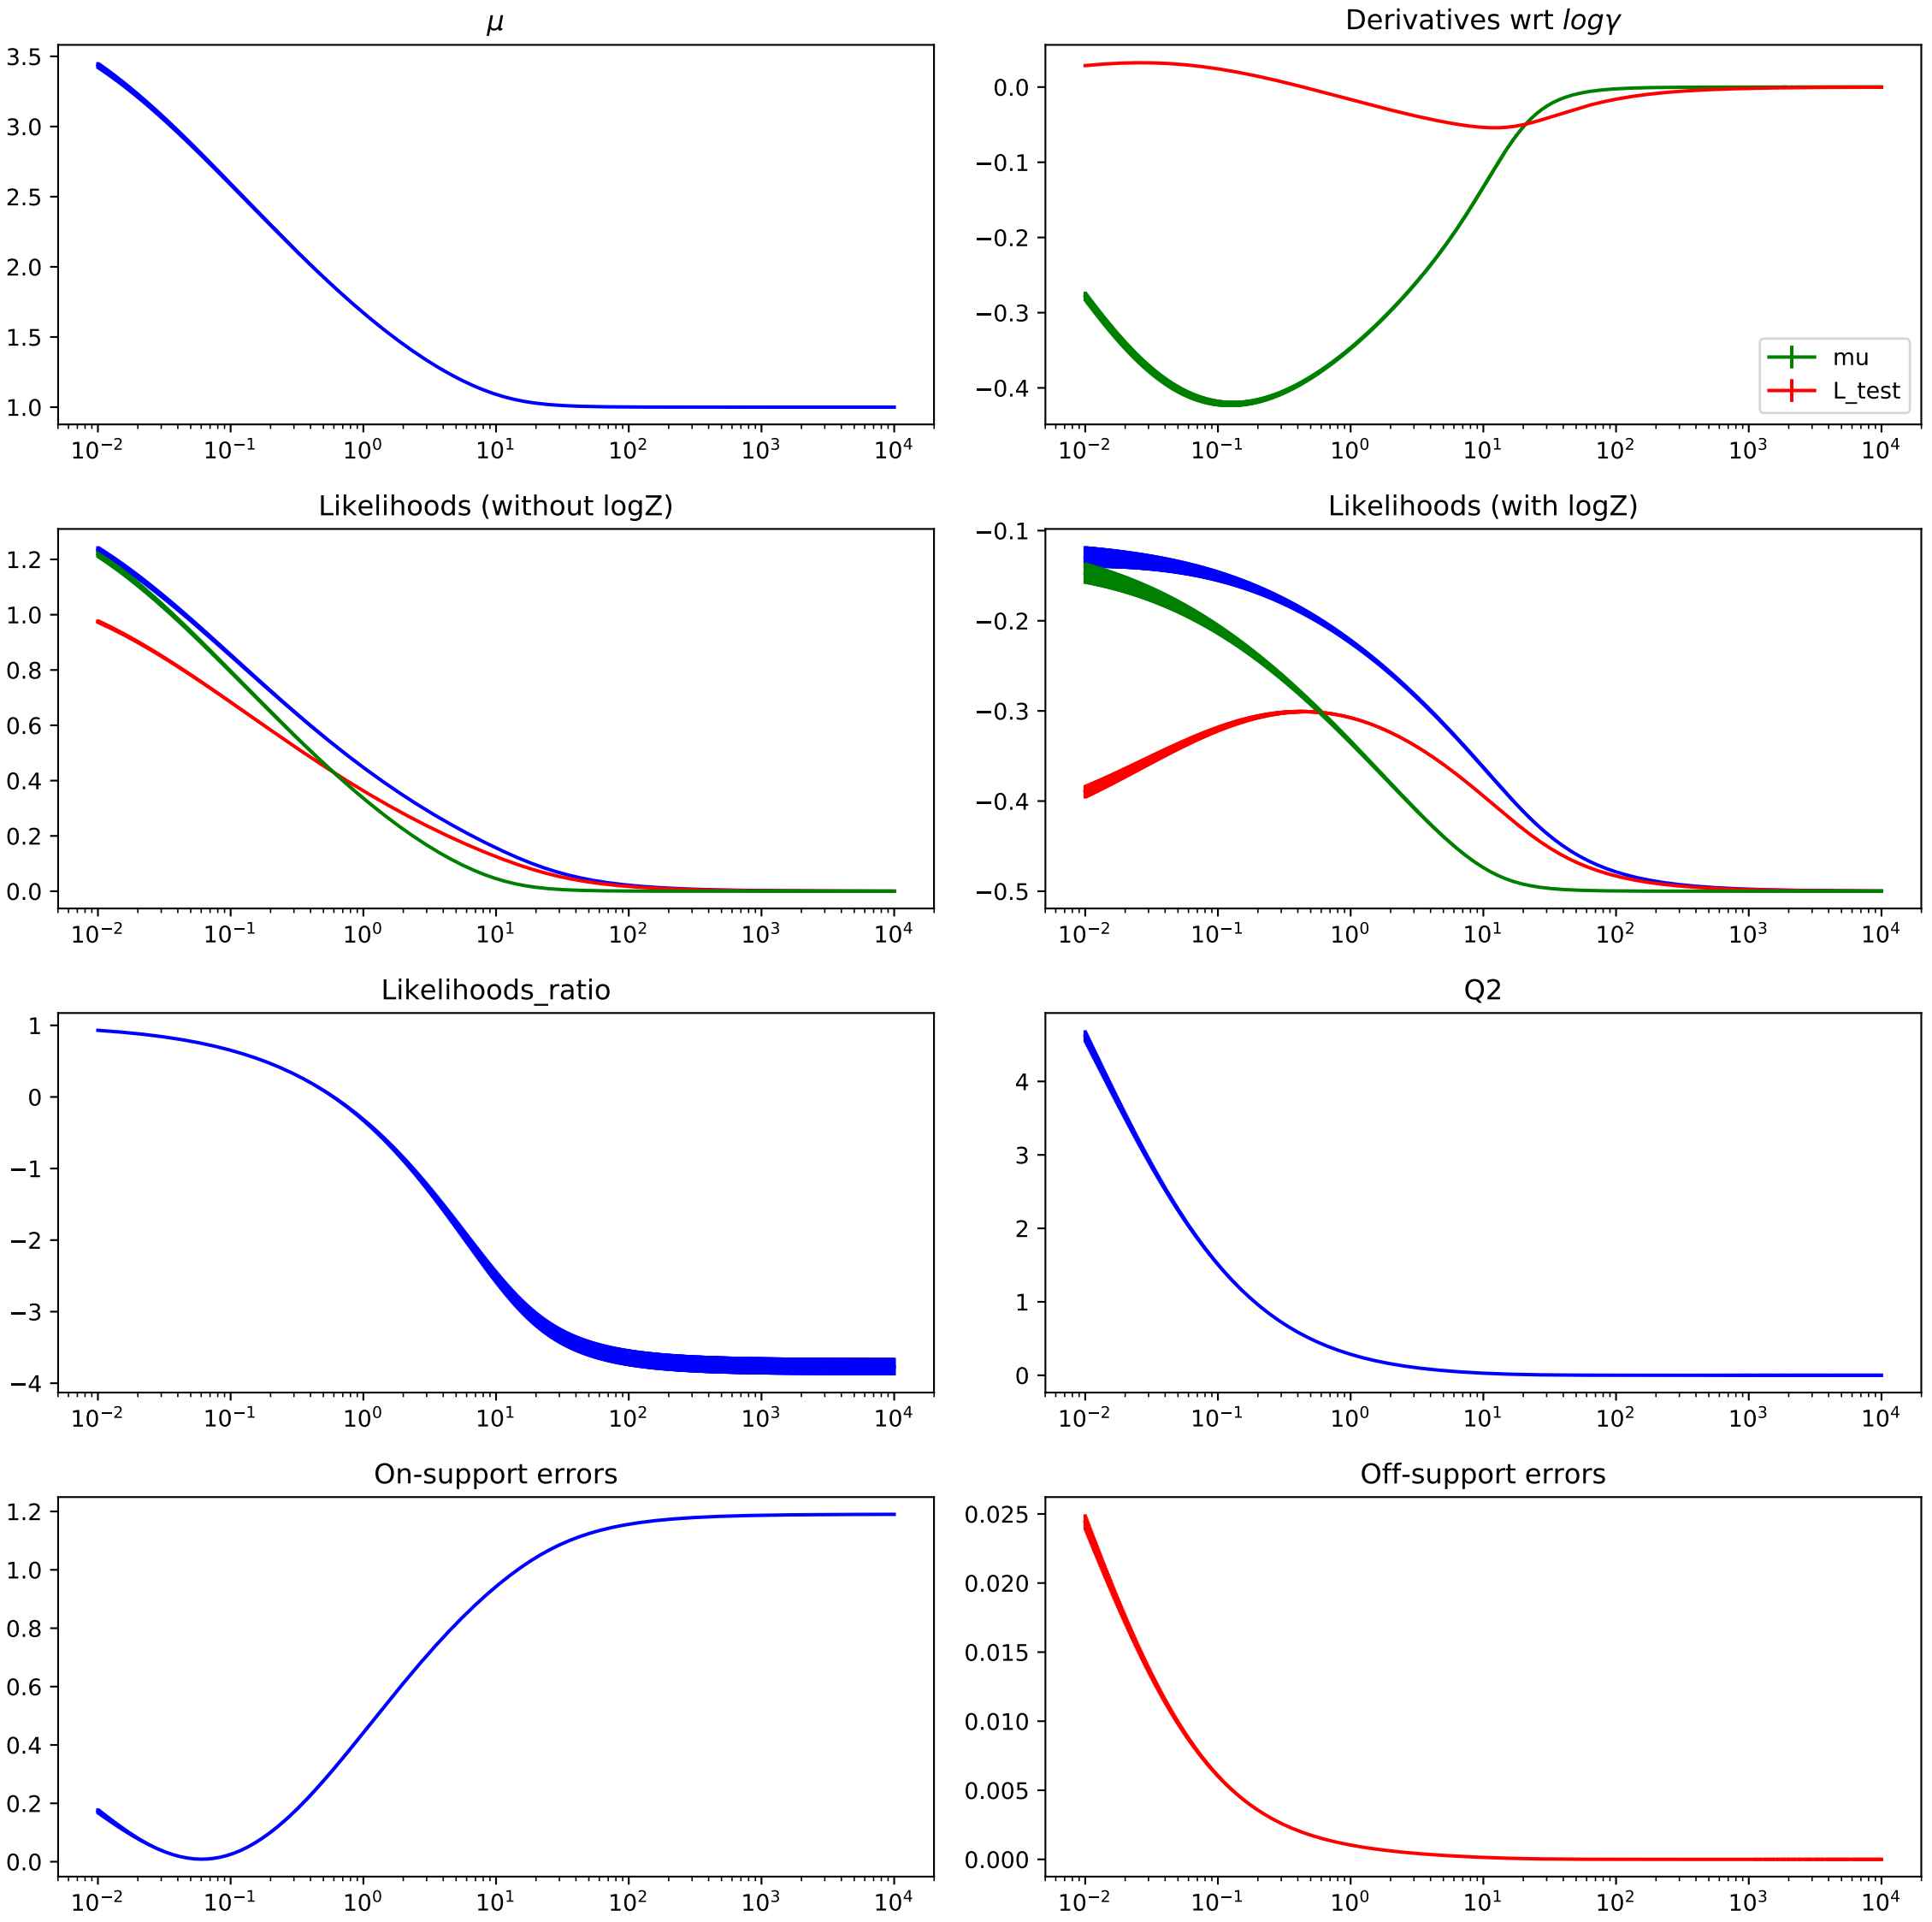 μ
3.5
3.0
2.5
2.0
1.5
1.0
10⁻² 10⁻¹ 10⁰ 10¹ 10² 10³ 10⁴
Derivatives wrt logγ
0.0
−0.1
−0.2
−0.3
−0.4
mu
L_test
10⁻² 10⁻¹ 10⁰ 10¹ 10² 10³ 10⁴
Likelihoods (without logZ)
1.2
1.0
0.8
0.6
0.4
0.2
0.0
10⁻² 10⁻¹ 10⁰ 10¹ 10² 10³ 10⁴
Likelihoods (with logZ)
−0.1
−0.2
−0.3
−0.4
−0.5
10⁻² 10⁻¹ 10⁰ 10¹ 10² 10³ 10⁴
Likelihoods_ratio
1
0
−1
−2
−3
−4
10⁻² 10⁻¹ 10⁰ 10¹ 10² 10³ 10⁴
Q2
4
3
2
1
0
10⁻² 10⁻¹ 10⁰ 10¹ 10² 10³ 10⁴
On-support errors
1.2
1.0
0.8
0.6
0.4
0.2
0.0
10⁻² 10⁻¹ 10⁰ 10¹ 10² 10³ 10⁴
Off-support errors
0.025
0.020
0.015
0.010
0.005
0.000
10⁻² 10⁻¹ 10⁰ 10¹ 10² 10³ 10⁴